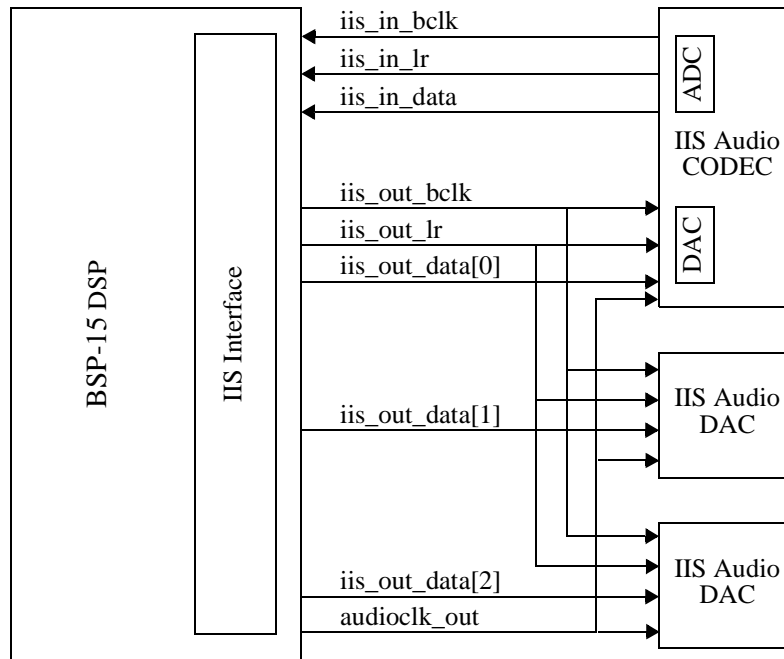 iis_in_bclk
iis_in_lr
iis_in_data
ADC
IIS Audio
CODEC
iis_out_bclk
iis_out_lr
iis_out_data[0]
DAC
BSP-15 DSP
IIS Interface
IIS Audio
DAC
iis_out_data[1]
iis_out_data[2]
audioclk_out
IIS Audio
DAC